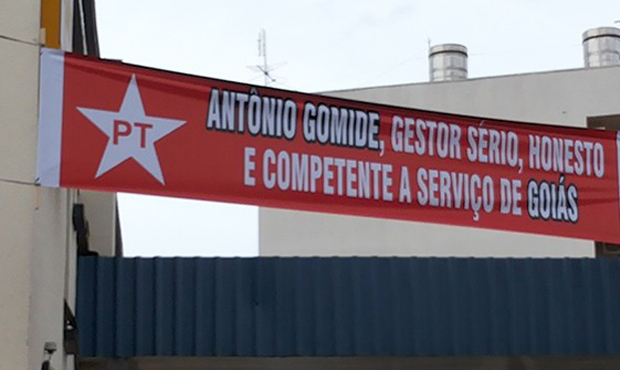 PT
ANTÔNIO GOMIDE, GESTOR SÉRIO, HONESTO
E COMPETENTE A SERVIÇO DE GOIÁS